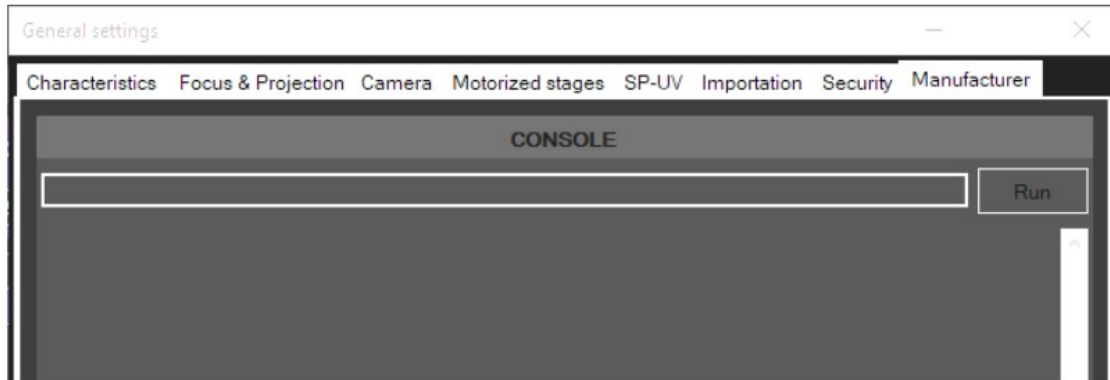 General settings
Characteristics Focus & Projection Camera Motorized stages SP-UV Importation Security Manufacturer
CONSOLE
Run